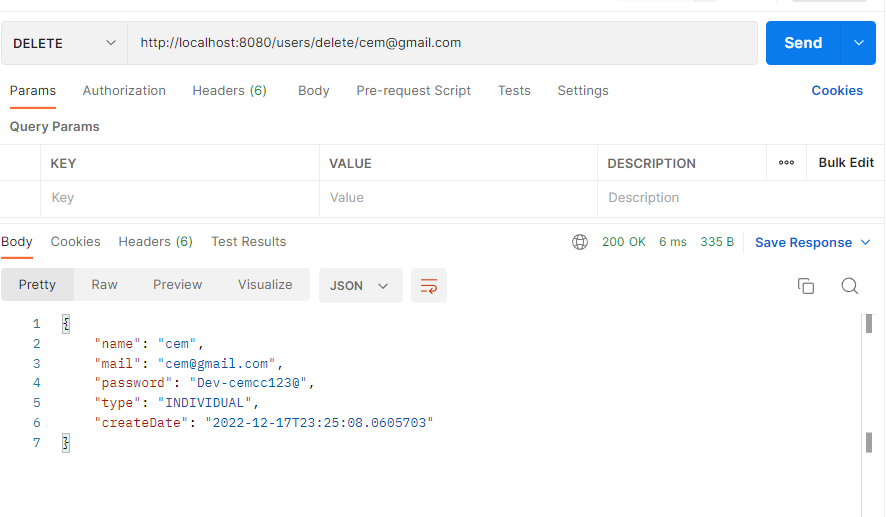 DELETE http://localhost:8080/users/delete/cem@gmail.com Send
Params Authorization Headers (6) Body Pre-request Script Tests Settings Cookies
Query Params
KEY VALUE DESCRIPTION ooo Bulk Edit
Key Value Description
Body Cookies Headers (6) Test Results 200 OK 6 ms 335 B Save Response
Pretty Raw Preview Visualize JSON
1 {
2 "name": "cem",
3 "mail": "cem@gmail.com",
4 "password": "Dev-cemcc123@",
5 "type": "INDIVIDUAL",
6 "createDate": "2022-12-17T23:25:08.0605703"
7 }